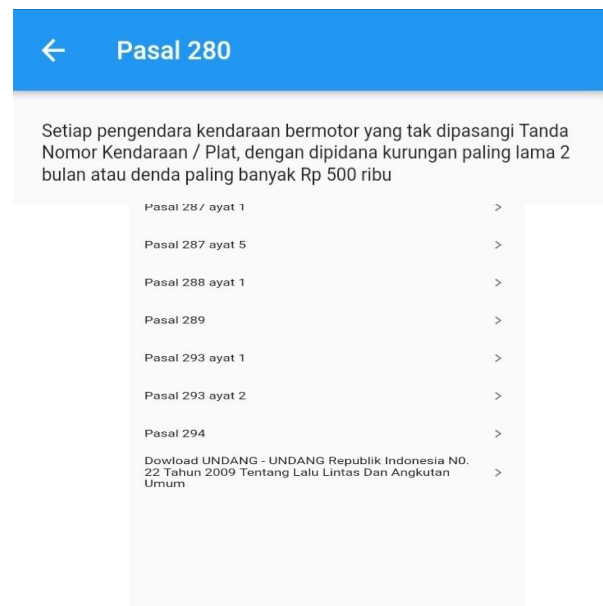 Pasal 280
Setiap pengendara kendaraan bermotor yang tak dipasangi Tanda
Nomor Kendaraan / Plat, dengan dipidana kurungan paling lama 2
bulan atau denda paling banyak Rp 500 ribu
Pasal 287 ayat 1
Pasal 287 ayat 5
Pasal 288 ayat 1
Pasal 289
Pasal 293 ayat 1
Pasal 293 ayat 2
Pasal 294
Dowload UNDANG - UNDANG Republik Indonesia N0.
22 Tahun 2009 Tentang Lalu Lintas Dan Angkutan
Umum